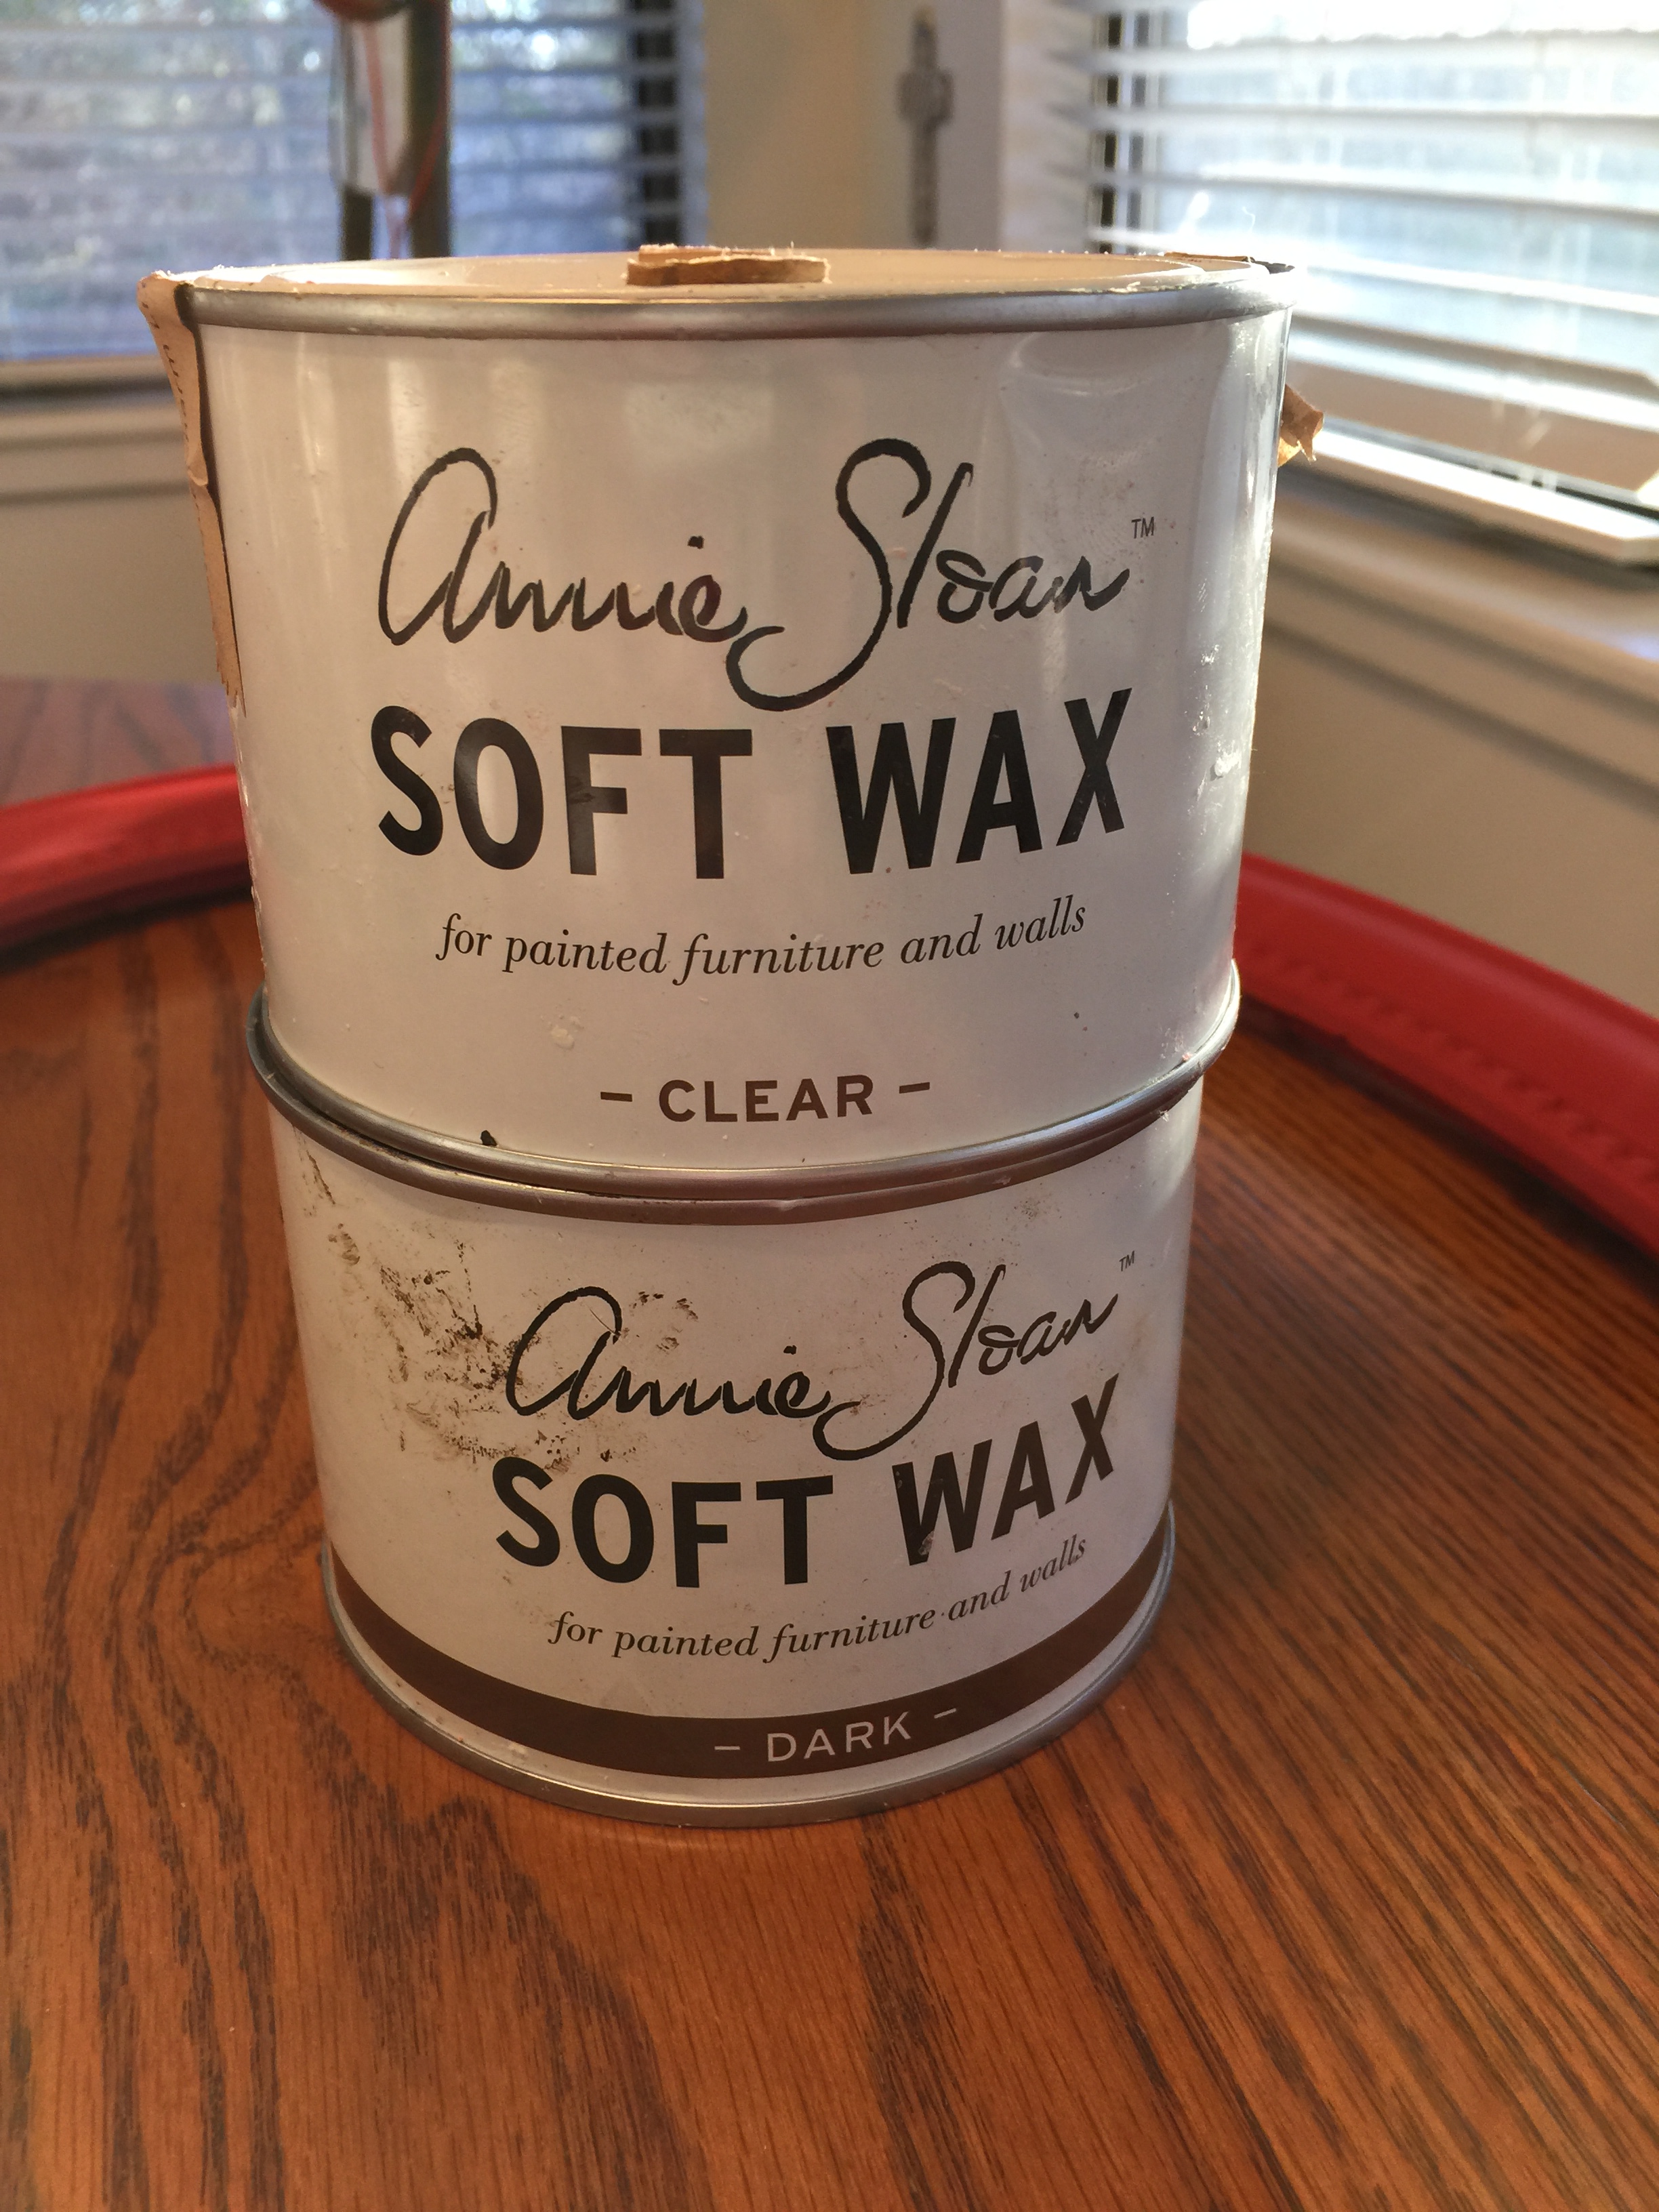 Annie Sloan™
SOFT WAX
for painted furniture and walls
– CLEAR –
Annie Sloan™
SOFT WAX
for painted furniture and walls
– DARK –